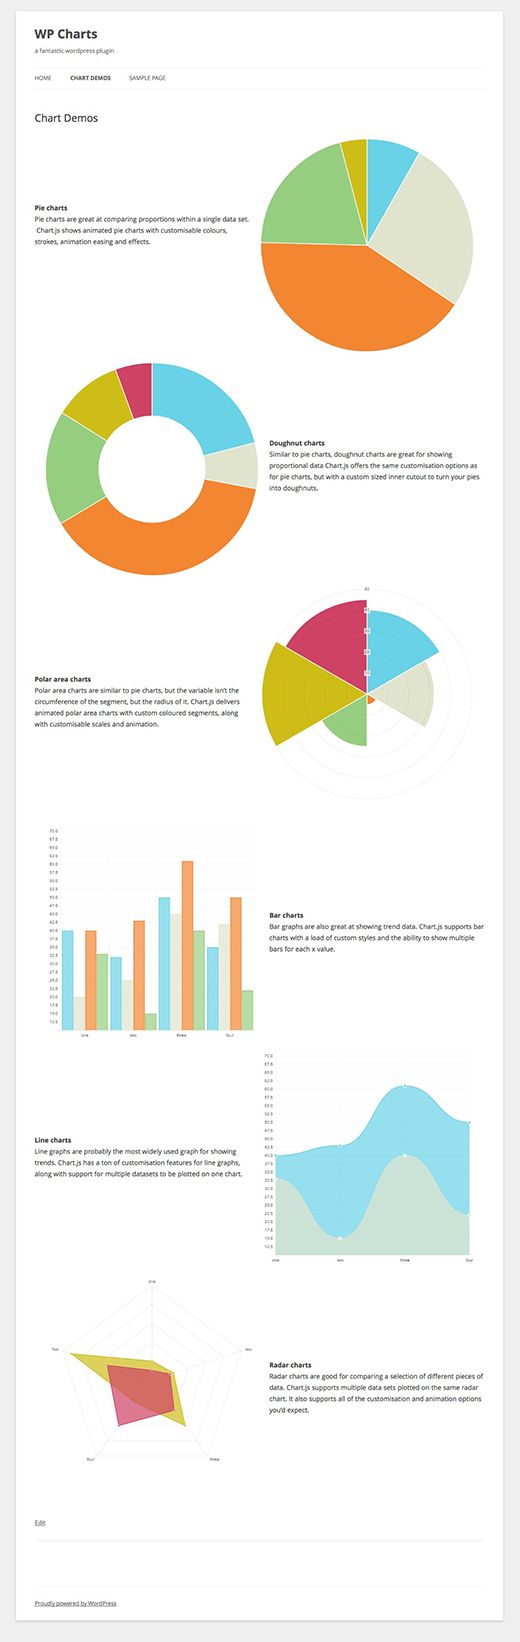 WP Charts
a fantastic wordpress plugin
HOME CHART DEMOS SAMPLE PAGE
Chart Demos
Pie charts
Pie charts are great at comparing proportions within a single data set.
Chart.js shows animated pie charts with customisable colours,
strokes, animation easing and effects.
Doughnut charts
Similar to pie charts, doughnut charts are great for showing
proportional data Chart.js offers the same customisation options as
for pie charts, but with a custom sized inner cutout to turn your pies
into doughnuts.
Polar area charts
Polar area charts are similar to pie charts, but the variable isn't the
circumference of the segment, but the radius of it. Chart.js delivers
animated polar area charts with custom coloured segments, along
with customisable scales and animation.
70.0
67.5
65.0
62.5
60.0
57.5
55.0
52.5
50.0
47.5
45.0
42.5
40.0
37.5
35.0
32.5
30.0
27.5
25.0
22.5
20.0
17.5
15.0
12.5
one two three four
Bar charts
Bar graphs are also great at showing trend data. Chart.js supports bar
charts with a load of custom styles and the ability to show multiple
bars for each x value.
Line charts
Line graphs are probably the most widely used graph for showing
trends. Chart.js has a ton of customisation features for line graphs,
along with support for multiple datasets to be plotted on one chart.
70.0
67.5
65.0
62.5
60.0
57.5
55.0
52.5
50.0
47.5
45.0
42.5
40.0
37.5
35.0
32.5
30.0
27.5
25.0
22.5
20.0
17.5
15.0
12.5
one two three four
one
five two
four three
Radar charts
Radar charts are good for comparing a selection of different pieces of
data. Chart.js supports multiple data sets plotted on the same radar
chart. It also supports all of the customisation and animation options
you'd expect.
Edit
Proudly powered by WordPress